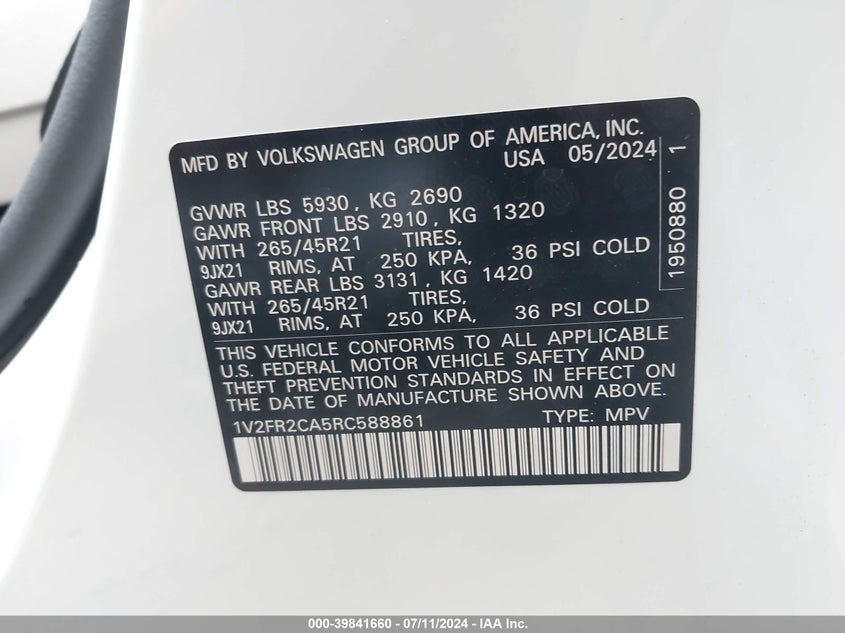 MFD BY VOLKSWAGEN GROUP OF AMERICA, INC.
USA 05/2024
GVWR LBS 5930, KG 2690
GAWR FRONT LBS 2910, KG 1320
WITH 265/45R21 TIRES,
9JX21 RIMS, AT 250 KPA, 36 PSI COLD
GAWR REAR LBS 3131, KG 1420
WITH 265/45R21 TIRES,
9JX21 RIMS, AT 250 KPA, 36 PSI COLD
THIS VEHICLE CONFORMS TO ALL APPLICABLE
U.S. FEDERAL MOTOR VEHICLE SAFETY AND
THEFT PREVENTION STANDARDS IN EFFECT ON
THE DATE OF MANUFACTURE SHOWN ABOVE.
1V2FR2CA5RC588861 TYPE: MPV
1950880 1
000-39841660 - 07/11/2024 - IAA Inc.